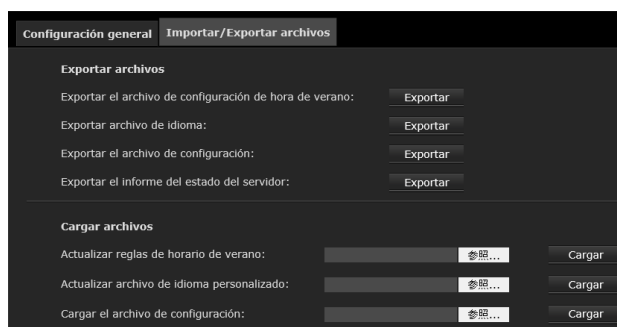 Configuración general Importar/Exportar archivos
Exportar archivos
Exportar el archivo de configuración de hora de verano: Exportar
Exportar archivo de idioma: Exportar
Exportar el archivo de configuración: Exportar
Exportar el informe del estado del servidor: Exportar
Cargar archivos
Actualizar reglas de horario de verano: 参照... Cargar
Actualizar archivo de idioma personalizado: 参照... Cargar
Cargar el archivo de configuración: 参照... Cargar